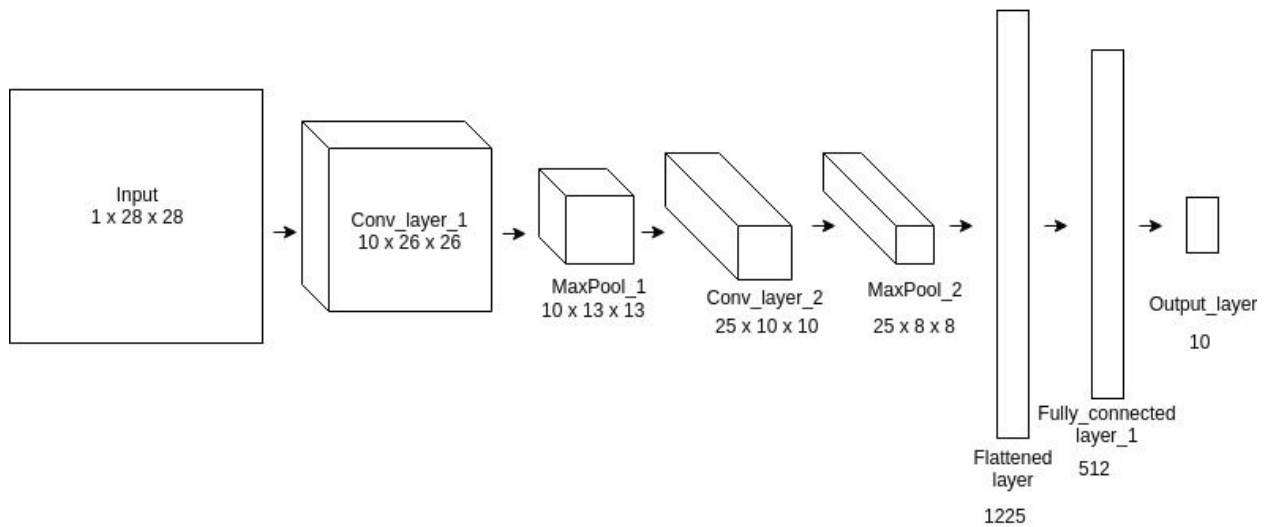 Input
1 x 28 x 28
Conv_layer_1
10 x 26 x 26
MaxPool_1
10 x 13 x 13
Conv_layer_2
25 x 10 x 10
MaxPool_2
25 x 8 x 8
Flattened
layer
1225
Fully_connected
layer_1
512
Output_layer
10